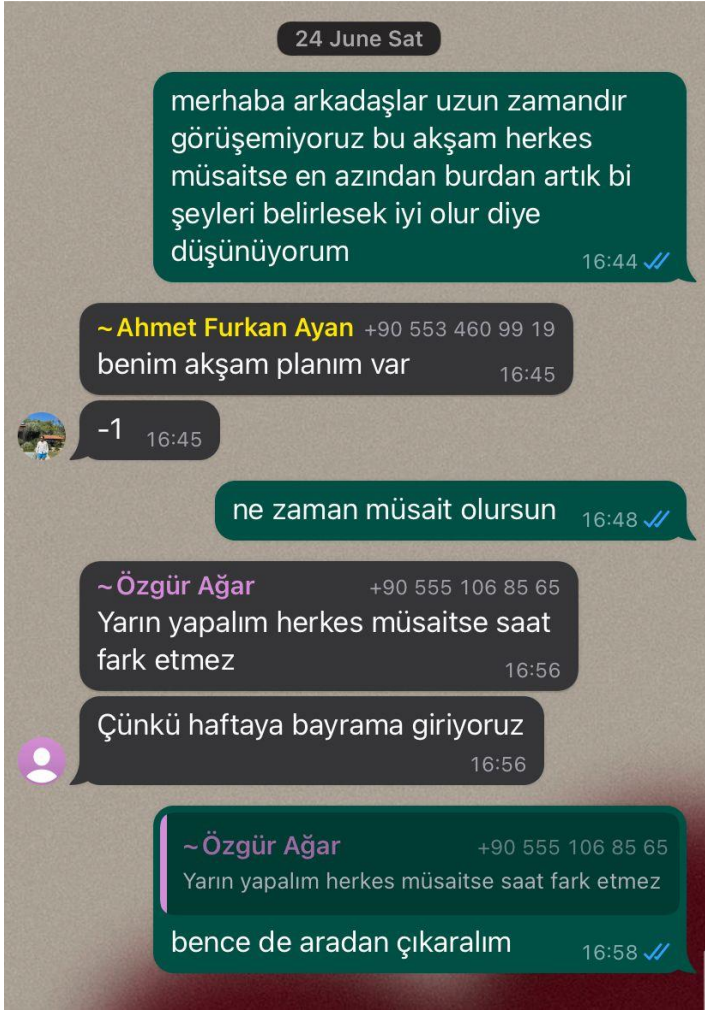 24 June Sat
merhaba arkadaşlar uzun zamandır
görüşemiyoruz bu akşam herkes
müsaitse en azından burdan artık bi
şeyleri belirlesek iyi olur diye
düşünüyorum
16:44
~Ahmet Furkan Ayan +90 553 460 99 19
benim akşam planım var
16:45
-1 16:45
ne zaman müsait olursun 16:48
~Özgür Ağar +90 555 106 85 65
Yarın yapalım herkes müsaitse saat
fark etmez
16:56
Çünkü haftaya bayrama giriyoruz
16:56
~Özgür Ağar +90 555 106 85 65
Yarın yapalım herkes müsaitse saat fark etmez
bence de aradan çıkaralım 16:58